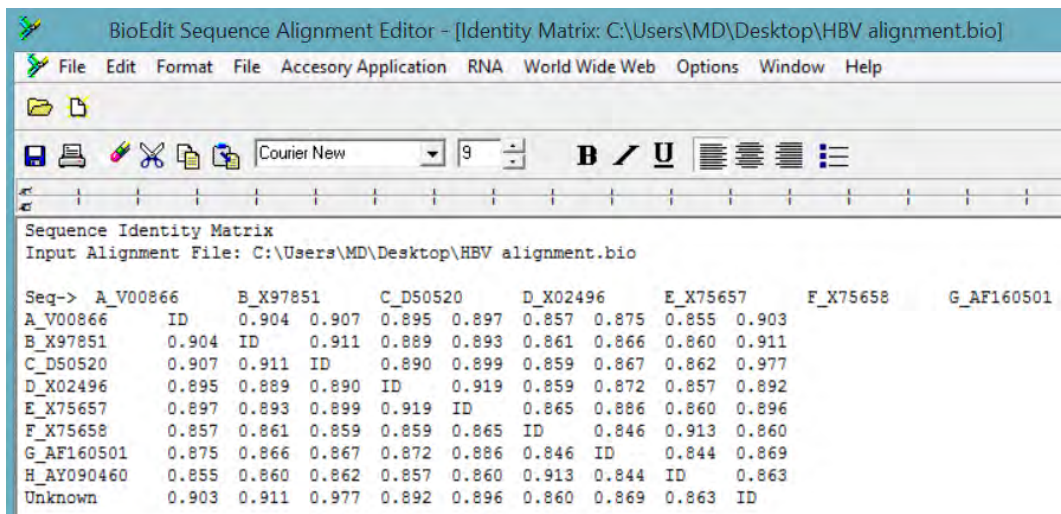 BioEdit Sequence Alignment Editor - [Identity Matrix: C:\Users\MD\Desktop\HBV alignment.bio]
File Edit Format File Accesory Application RNA World Wide Web Options Window Help
Courier New 9 B I U
Sequence Identity Matrix
Input Alignment File: C:\Users\MD\Desktop\HBV alignment.bio
Seq-> A_V00866 B_X97851 C_D50520 D_X02496 E_X75657 F_X75658 G_AF160501
A_V00866 ID 0.904 0.907 0.895 0.897 0.857 0.875 0.855 0.903
B_X97851 0.904 ID 0.911 0.889 0.893 0.861 0.866 0.860 0.911
C_D50520 0.907 0.911 ID 0.890 0.899 0.859 0.867 0.862 0.977
D_X02496 0.895 0.889 0.890 ID 0.919 0.859 0.872 0.857 0.892
E_X75657 0.897 0.893 0.899 0.919 ID 0.865 0.886 0.860 0.896
F_X75658 0.857 0.861 0.859 0.859 0.865 ID 0.846 0.913 0.860
G_AF160501 0.875 0.866 0.867 0.872 0.886 0.846 ID 0.844 0.869
H_AY090460 0.855 0.860 0.862 0.857 0.860 0.913 0.844 ID 0.863
Unknown 0.903 0.911 0.977 0.892 0.896 0.860 0.869 0.863 ID